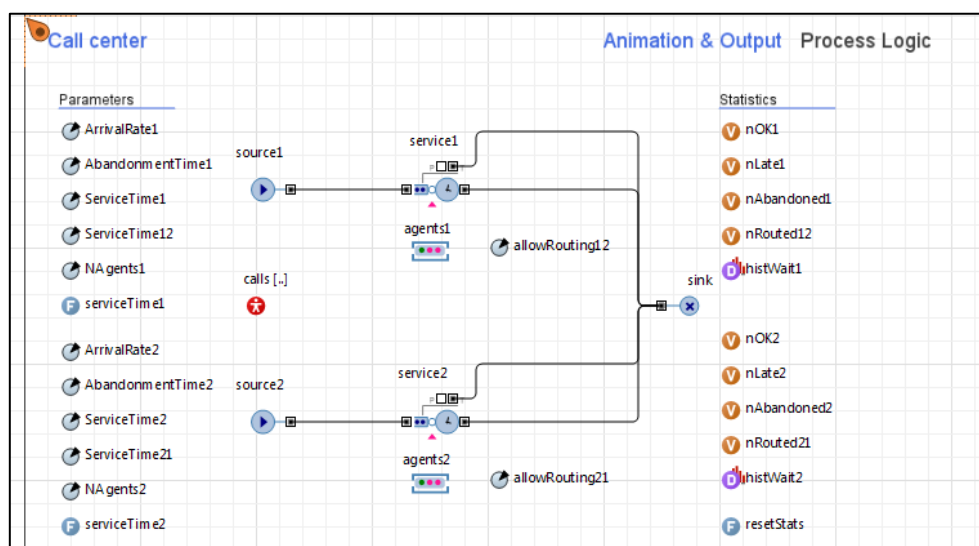 Call center
Animation & Output Process Logic
Parameters
ArrivalRate1
AbandonmentTime1
ServiceTime1
ServiceTime12
NAgents1
serviceTime1
ArrivalRate2
AbandonmentTime2
ServiceTime2
ServiceTime21
NAgents2
serviceTime2
source1
service1
agents1
allowRouting12
calls [..]
sink
source2
service2
agents2
allowRouting21
Statistics
V nOK1
V nLate1
V nAbandoned1
V nRouted12
D histWait1
V nOK2
V nLate2
V nAbandoned2
V nRouted21
D histWait2
F resetStats